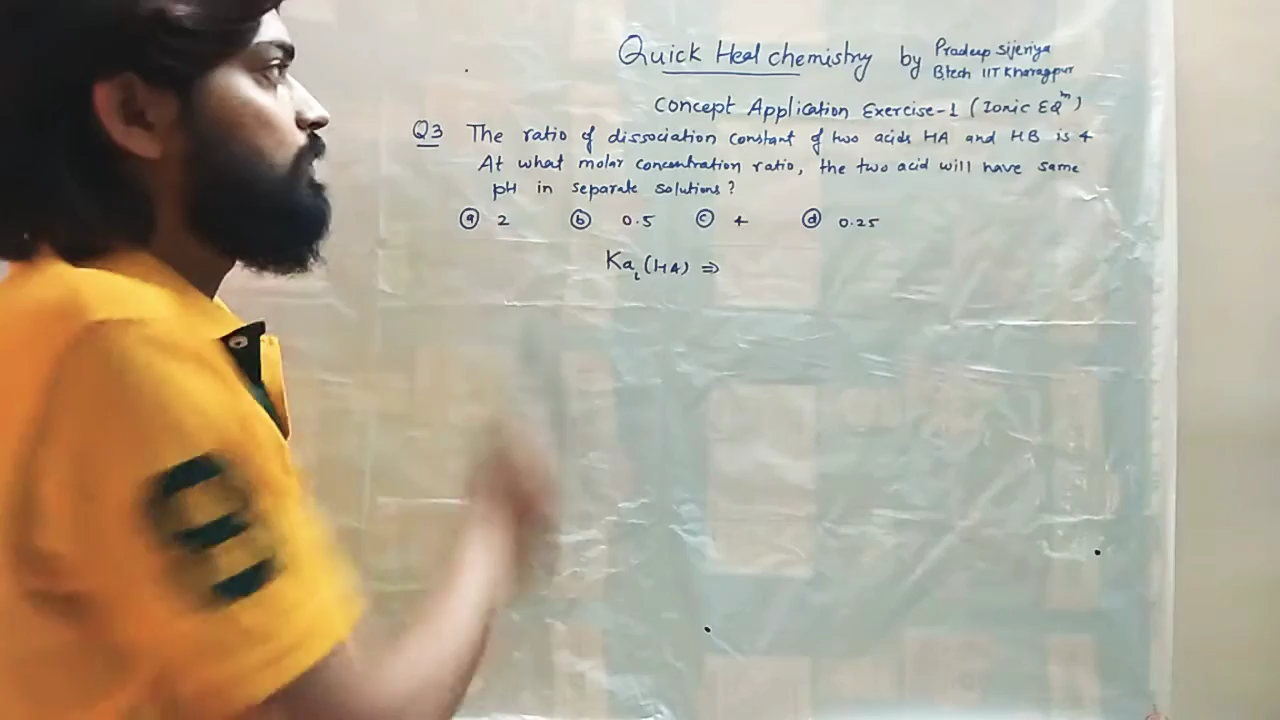 Quick Heal chemistry by Pradeep Sijeriya
Btech IIT Kharagpur
Concept Application Exercise-1 (Ionic EQ^m)
Q3 The ratio of dissociation constant of two acids HA and HB is 4
At what molar concentration ratio, the two acid will have same
pH in separate solutions?
(a) 2 (b) 0.5 (c) 4 (d) 0.25
Ka₁(HA) ⇒